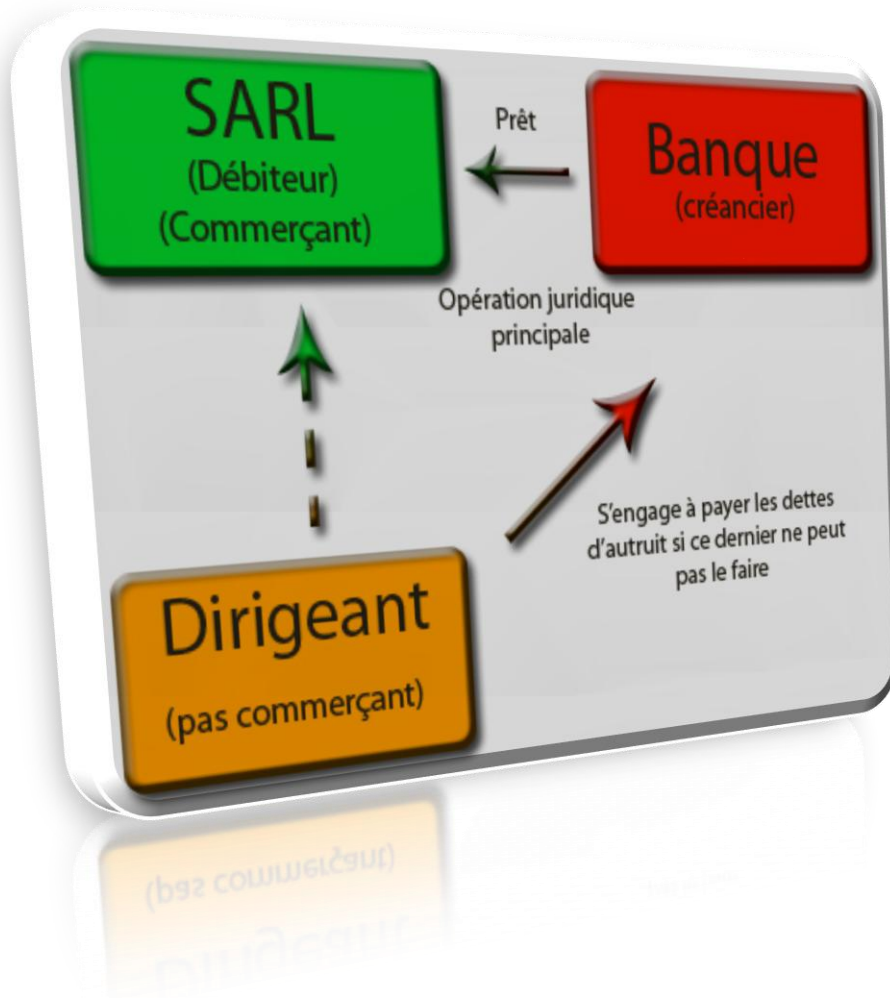 SARL
(Débiteur)
(Commerçant)
Prêt
Banque
(créancier)
Opération juridique
principale
S'engage à payer les dettes
d'autruit si ce dernier ne peut
pas le faire
Dirigeant
(pas commerçant)